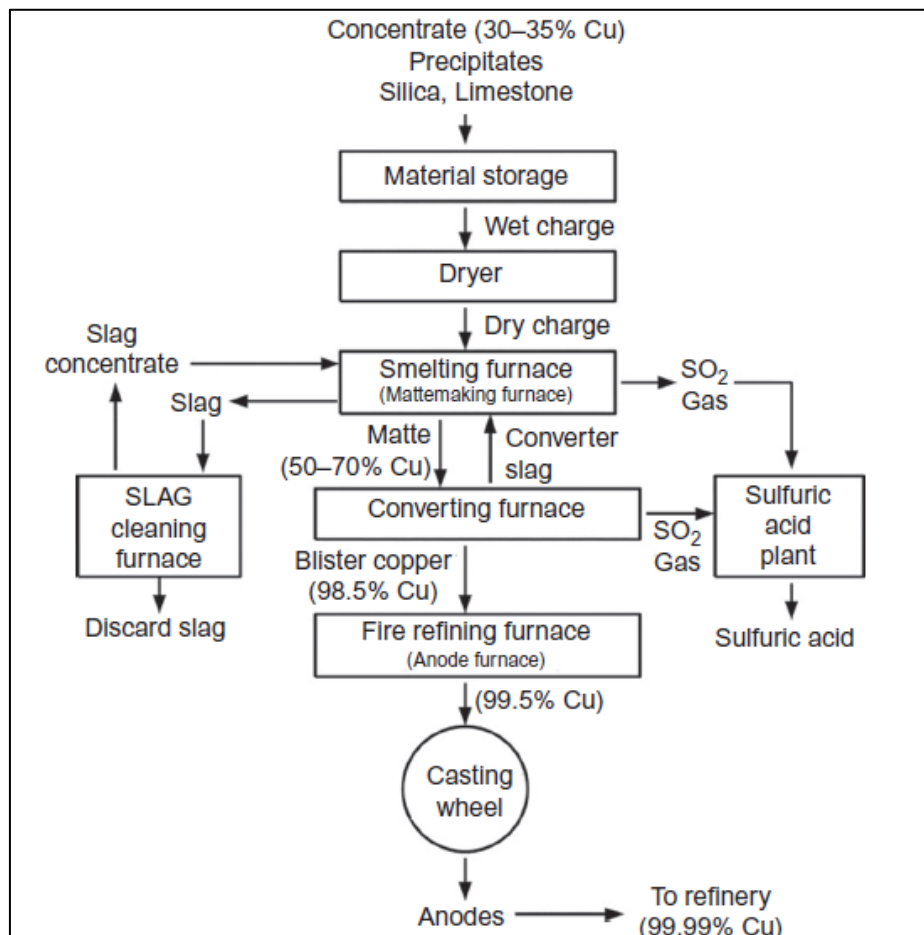 Concentrate (30–35% Cu)
Precipitates
Silica, Limestone
Material storage
Wet charge
Dryer
Dry charge
Slag
concentrate
Smelting furnace
(Mattemaking furnace)
SO2
Gas
Slag
Matte
(50–70% Cu)
Converter
slag
SLAG
cleaning
furnace
Converting furnace
SO2
Gas
Sulfuric
acid
plant
Blister copper
(98.5% Cu)
Discard slag
Fire refining furnace
(Anode furnace)
Sulfuric acid
(99.5% Cu)
Casting
wheel
Anodes
To refinery
(99.99% Cu)